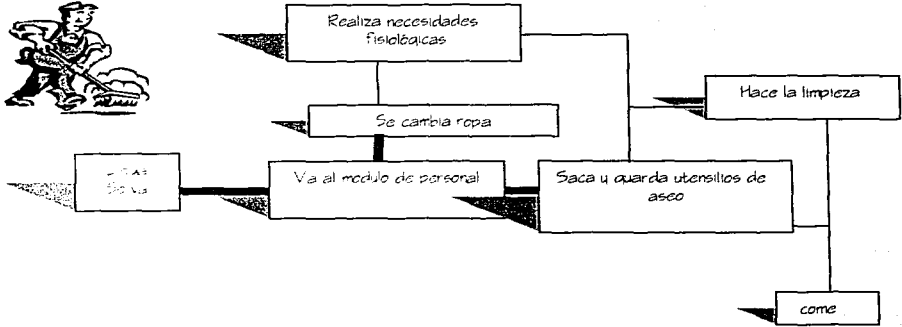 Realiza necesidades
fisiológicas
Hace la limpieza
Se cambia ropa
Va al modulo de personal
Saca y guarda utensilios de
aseo
come